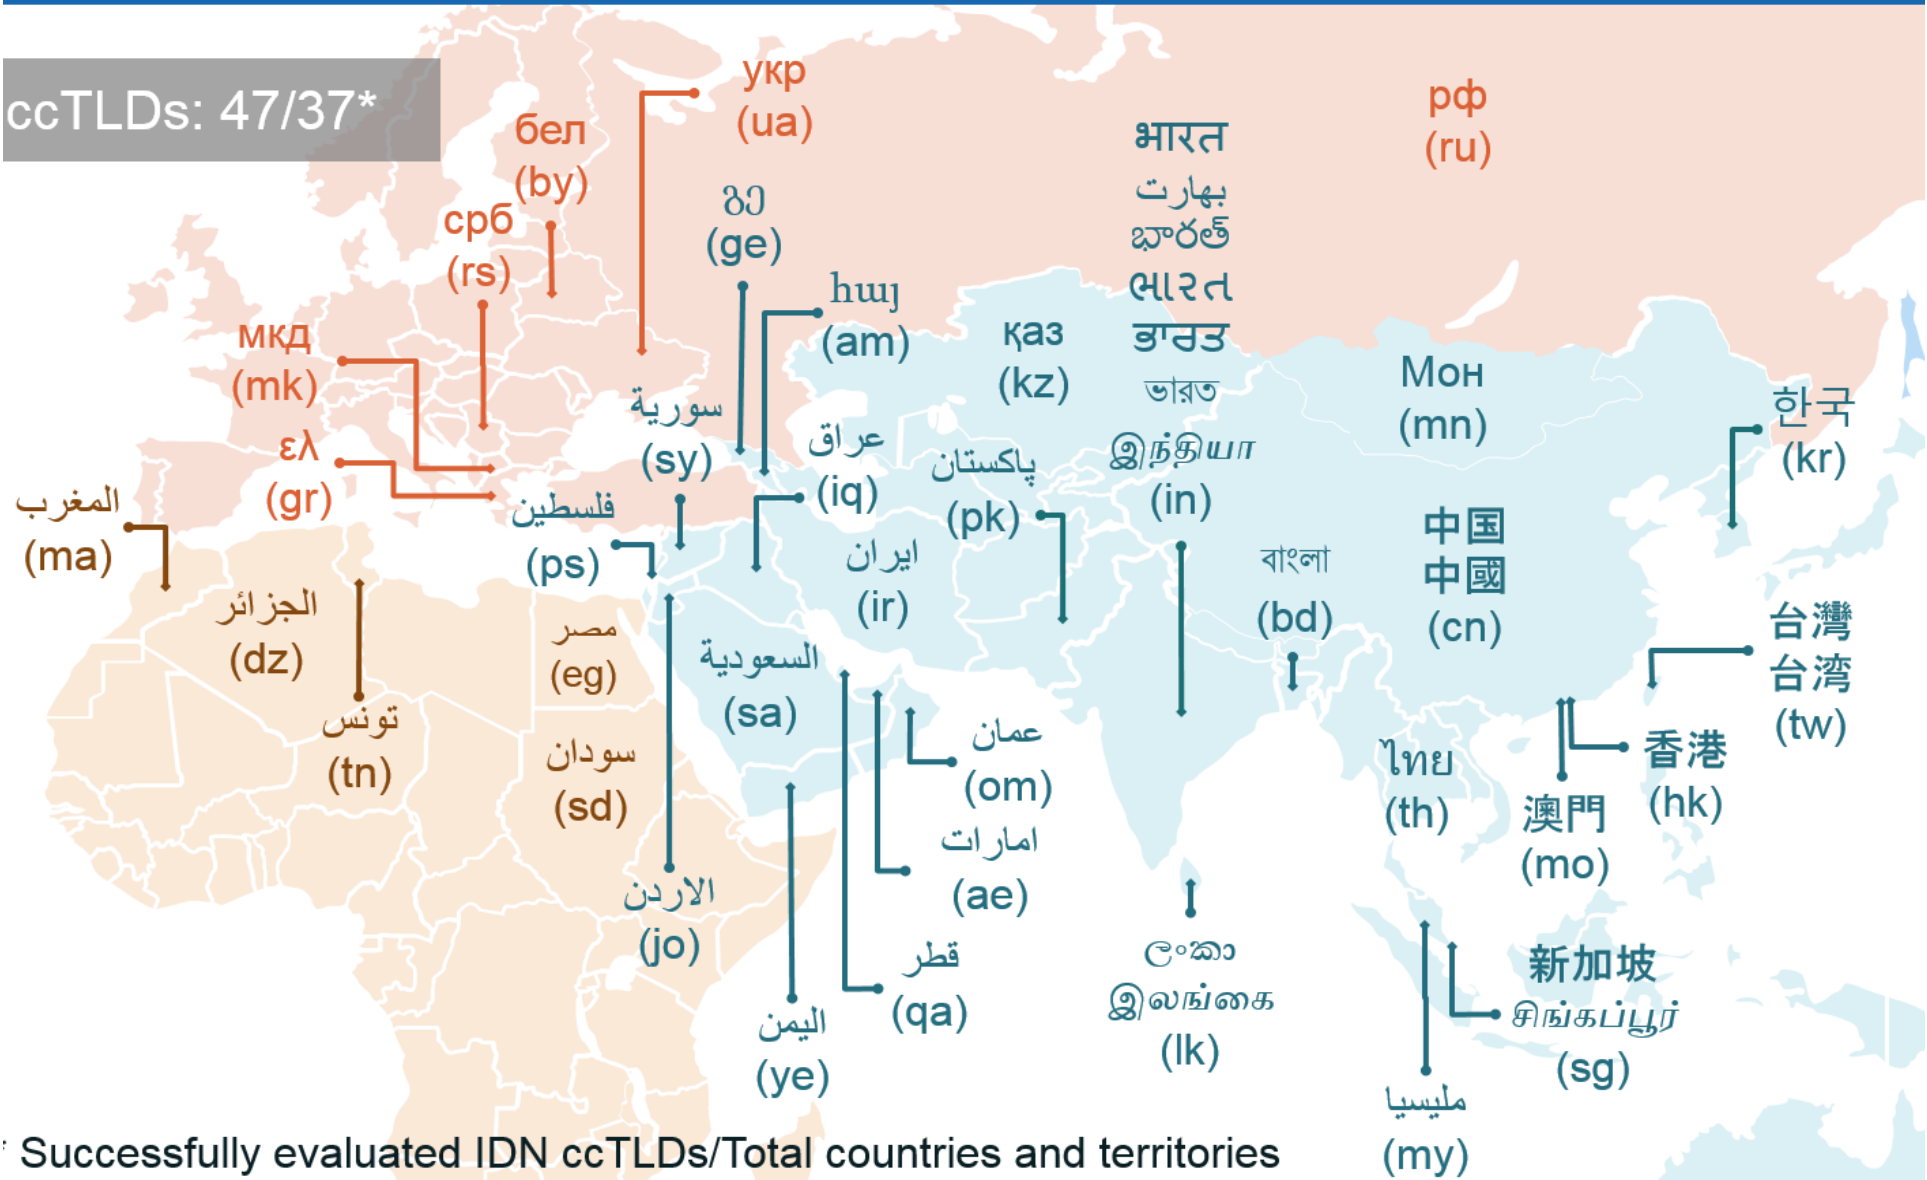 ccTLDs: 47/37*
укр
(ua)
рф
(ru)
бел
(by)
срб
(rs)
мкд
(mk)
ελ
(gr)
გე
(ge)
հայ
(am)
қаз
(kz)
भारत
بھارت
భారత్
ભારત
ਭਾਰਤ
ভারত
இந்தியா
(in)
Мон
(mn)
한국
(kr)
سورية
(sy)
عراق
(iq)
پاکستان
(pk)
المغرب
(ma)
فلسطين
(ps)
ایران
(ir)
বাংলা
(bd)
中国
中國
(cn)
الجزائر
(dz)
مصر
(eg)
السعودية
(sa)
台灣
台湾
(tw)
تونس
(tn)
سودان
(sd)
عمان
(om)
ไทย
(th)
香港
(hk)
澳門
(mo)
امارات
(ae)
الاردن
(jo)
قطر
(qa)
ලංකා
இலங்கை
(lk)
新加坡
சிங்கப்பூர்
(sg)
اليمن
(ye)
مليسيا
(my)
* Successfully evaluated IDN ccTLDs/Total countries and territories